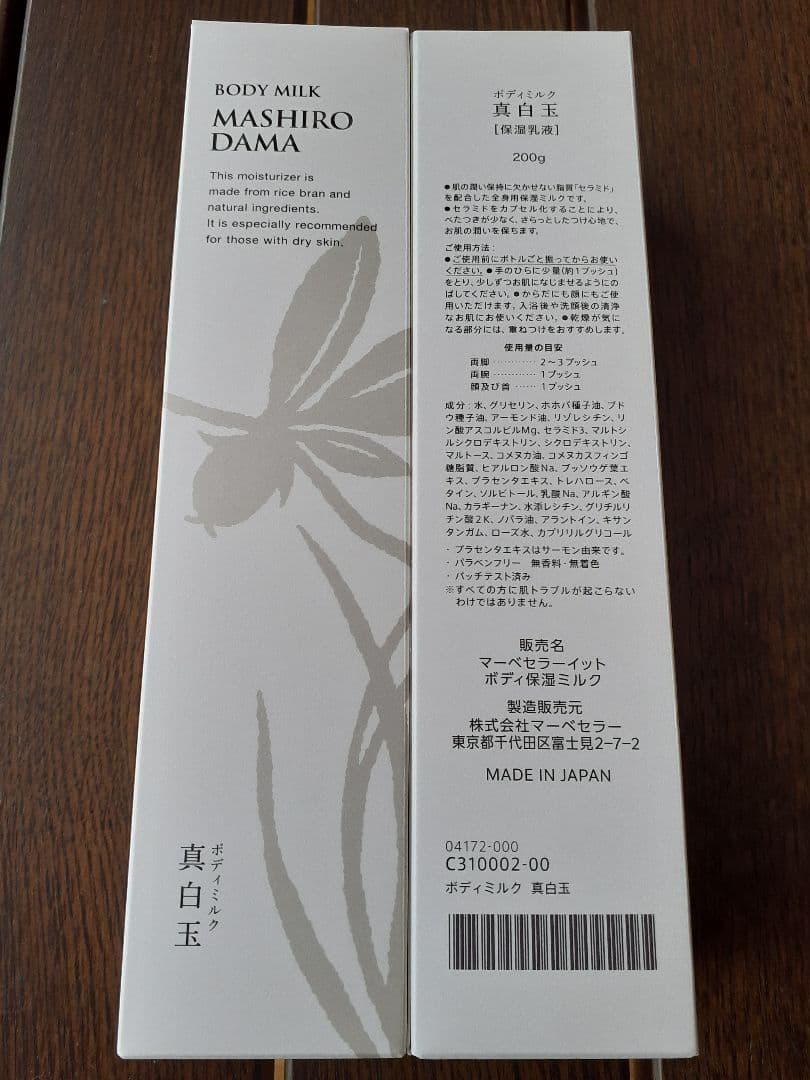 BODY MILK
MASHIRO
DAMA
This moisturizer is
made from rice bran and
natural ingredients.
It is especially recommended
for those with dry skin.
ボディミルク
真白玉
ボディミルク
真白玉
[保湿乳液]
200g
●肌の潤い保持に欠かせない脂質「セラミド」
を配合した全身用保湿ミルクです。
●セラミドをカプセル化することにより、
べたつきが少なく、さらっとしたつけ心地で、
お肌の潤いを保ちます。
ご使用方法:
●ご使用前にボトルごと振ってからお使い
ください。●手のひらに少量(約1プッシュ)
をとり、少しずつお肌になじませるようにの
ばしてください。●からだにも顔にもご使
用いただけます。入浴後や洗顔後の清浄
なお肌にお使いください。●乾燥が気に
なる部分には、重ねつけをおすすめします。
使用量の目安
両脚 ………… 2~3プッシュ
両腕 ………… 1プッシュ
顔及び首 …… 1プッシュ
成分:水、グリセリン、ホホバ種子油、ブド
ウ種子油、アーモンド油、リゾレシチン、リ
ン酸アスコルビルMg、セラミド3、マルトシ
ルシクロデキストリン、シクロデキストリン、
マルトース、コメヌカ油、コメヌカスフィンゴ
糖脂質、ヒアルロン酸Na、ブッソウゲ葉エ
キス、プラセンタエキス、トレハロース、ベ
タイン、ソルビトール、乳酸Na、アルギン酸
Na、カラギーナン、水添レシチン、グリチルリ
チン酸2K、ノバラ油、アラントイン、キサン
タンガム、ローズ水、カプリリルグリコール
・プラセンタエキスはサーモン由来です。
・パラベンフリー 無香料・無着色
・パッチテスト済み
※すべての方に肌トラブルが起こらない
わけではありません。
販売名
マーベセラーイット
ボディ保湿ミルク
製造販売元
株式会社マーベセラー
東京都千代田区富士見2-7-2
MADE IN JAPAN
04172-000
C310002-00
ボディミルク 真白玉